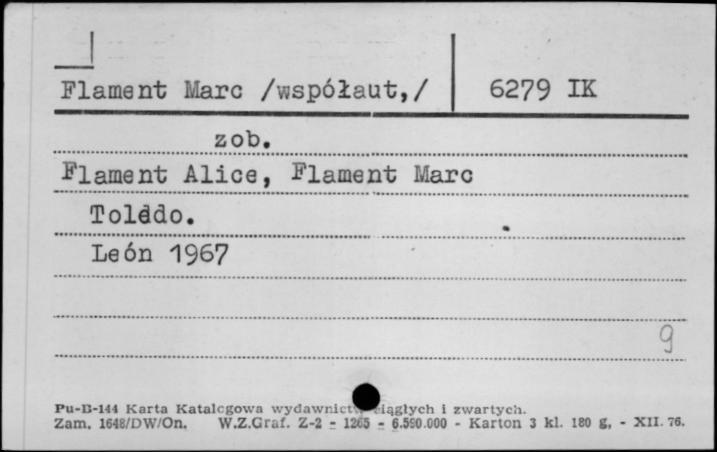 Flament Marc /współaut,/ 6279 IK
zob.
Flament Alice, Flament Marc
Toledo.
León 1967
9
Pu-B-144 Karta Katalogowa wydawnictw ciągłych i zwartych.
Zam. 1648/DW/On. W.Z.Graf. Z-2 - 1265 - 6.590.000 - Karton 3 kl. 180 g, - XII. 76.